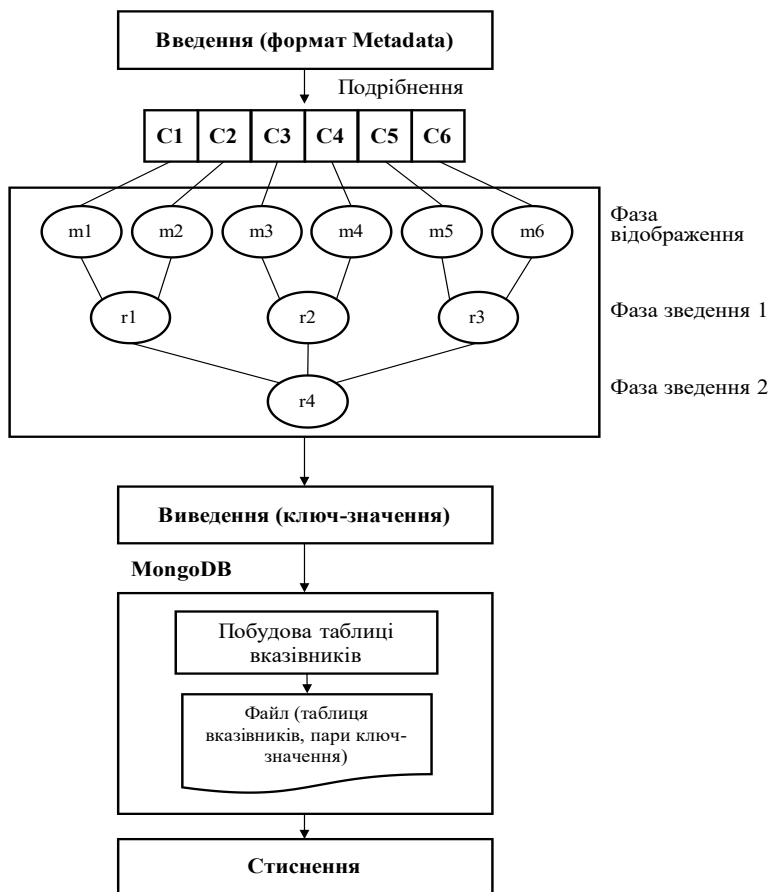 Введення (формат Metadata)
Подрібнення
C1 C2 C3 C4 C5 C6
m1 m2 m3 m4 m5 m6
Фаза
відображення
r1 r2 r3
Фаза зведення 1
r4
Фаза зведення 2
Виведення (ключ-значення)
MongoDB
Побудова таблиці
вказівників
Файл (таблиця
вказівників, пари ключ-
значення)
Стиснення